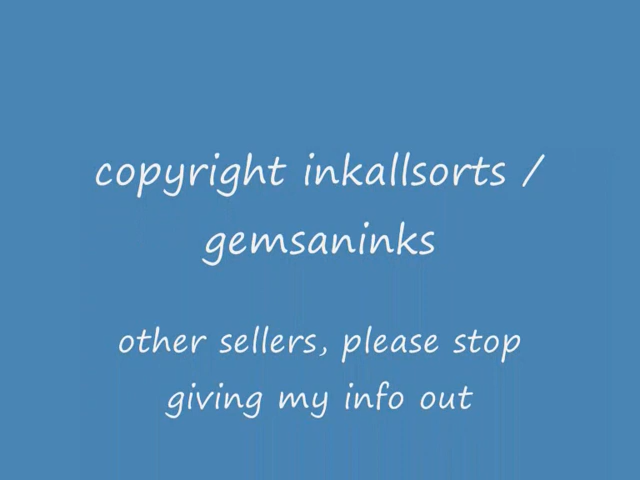 copyright inkallsorts /
gemsaninks
other sellers, please stop
giving my info out